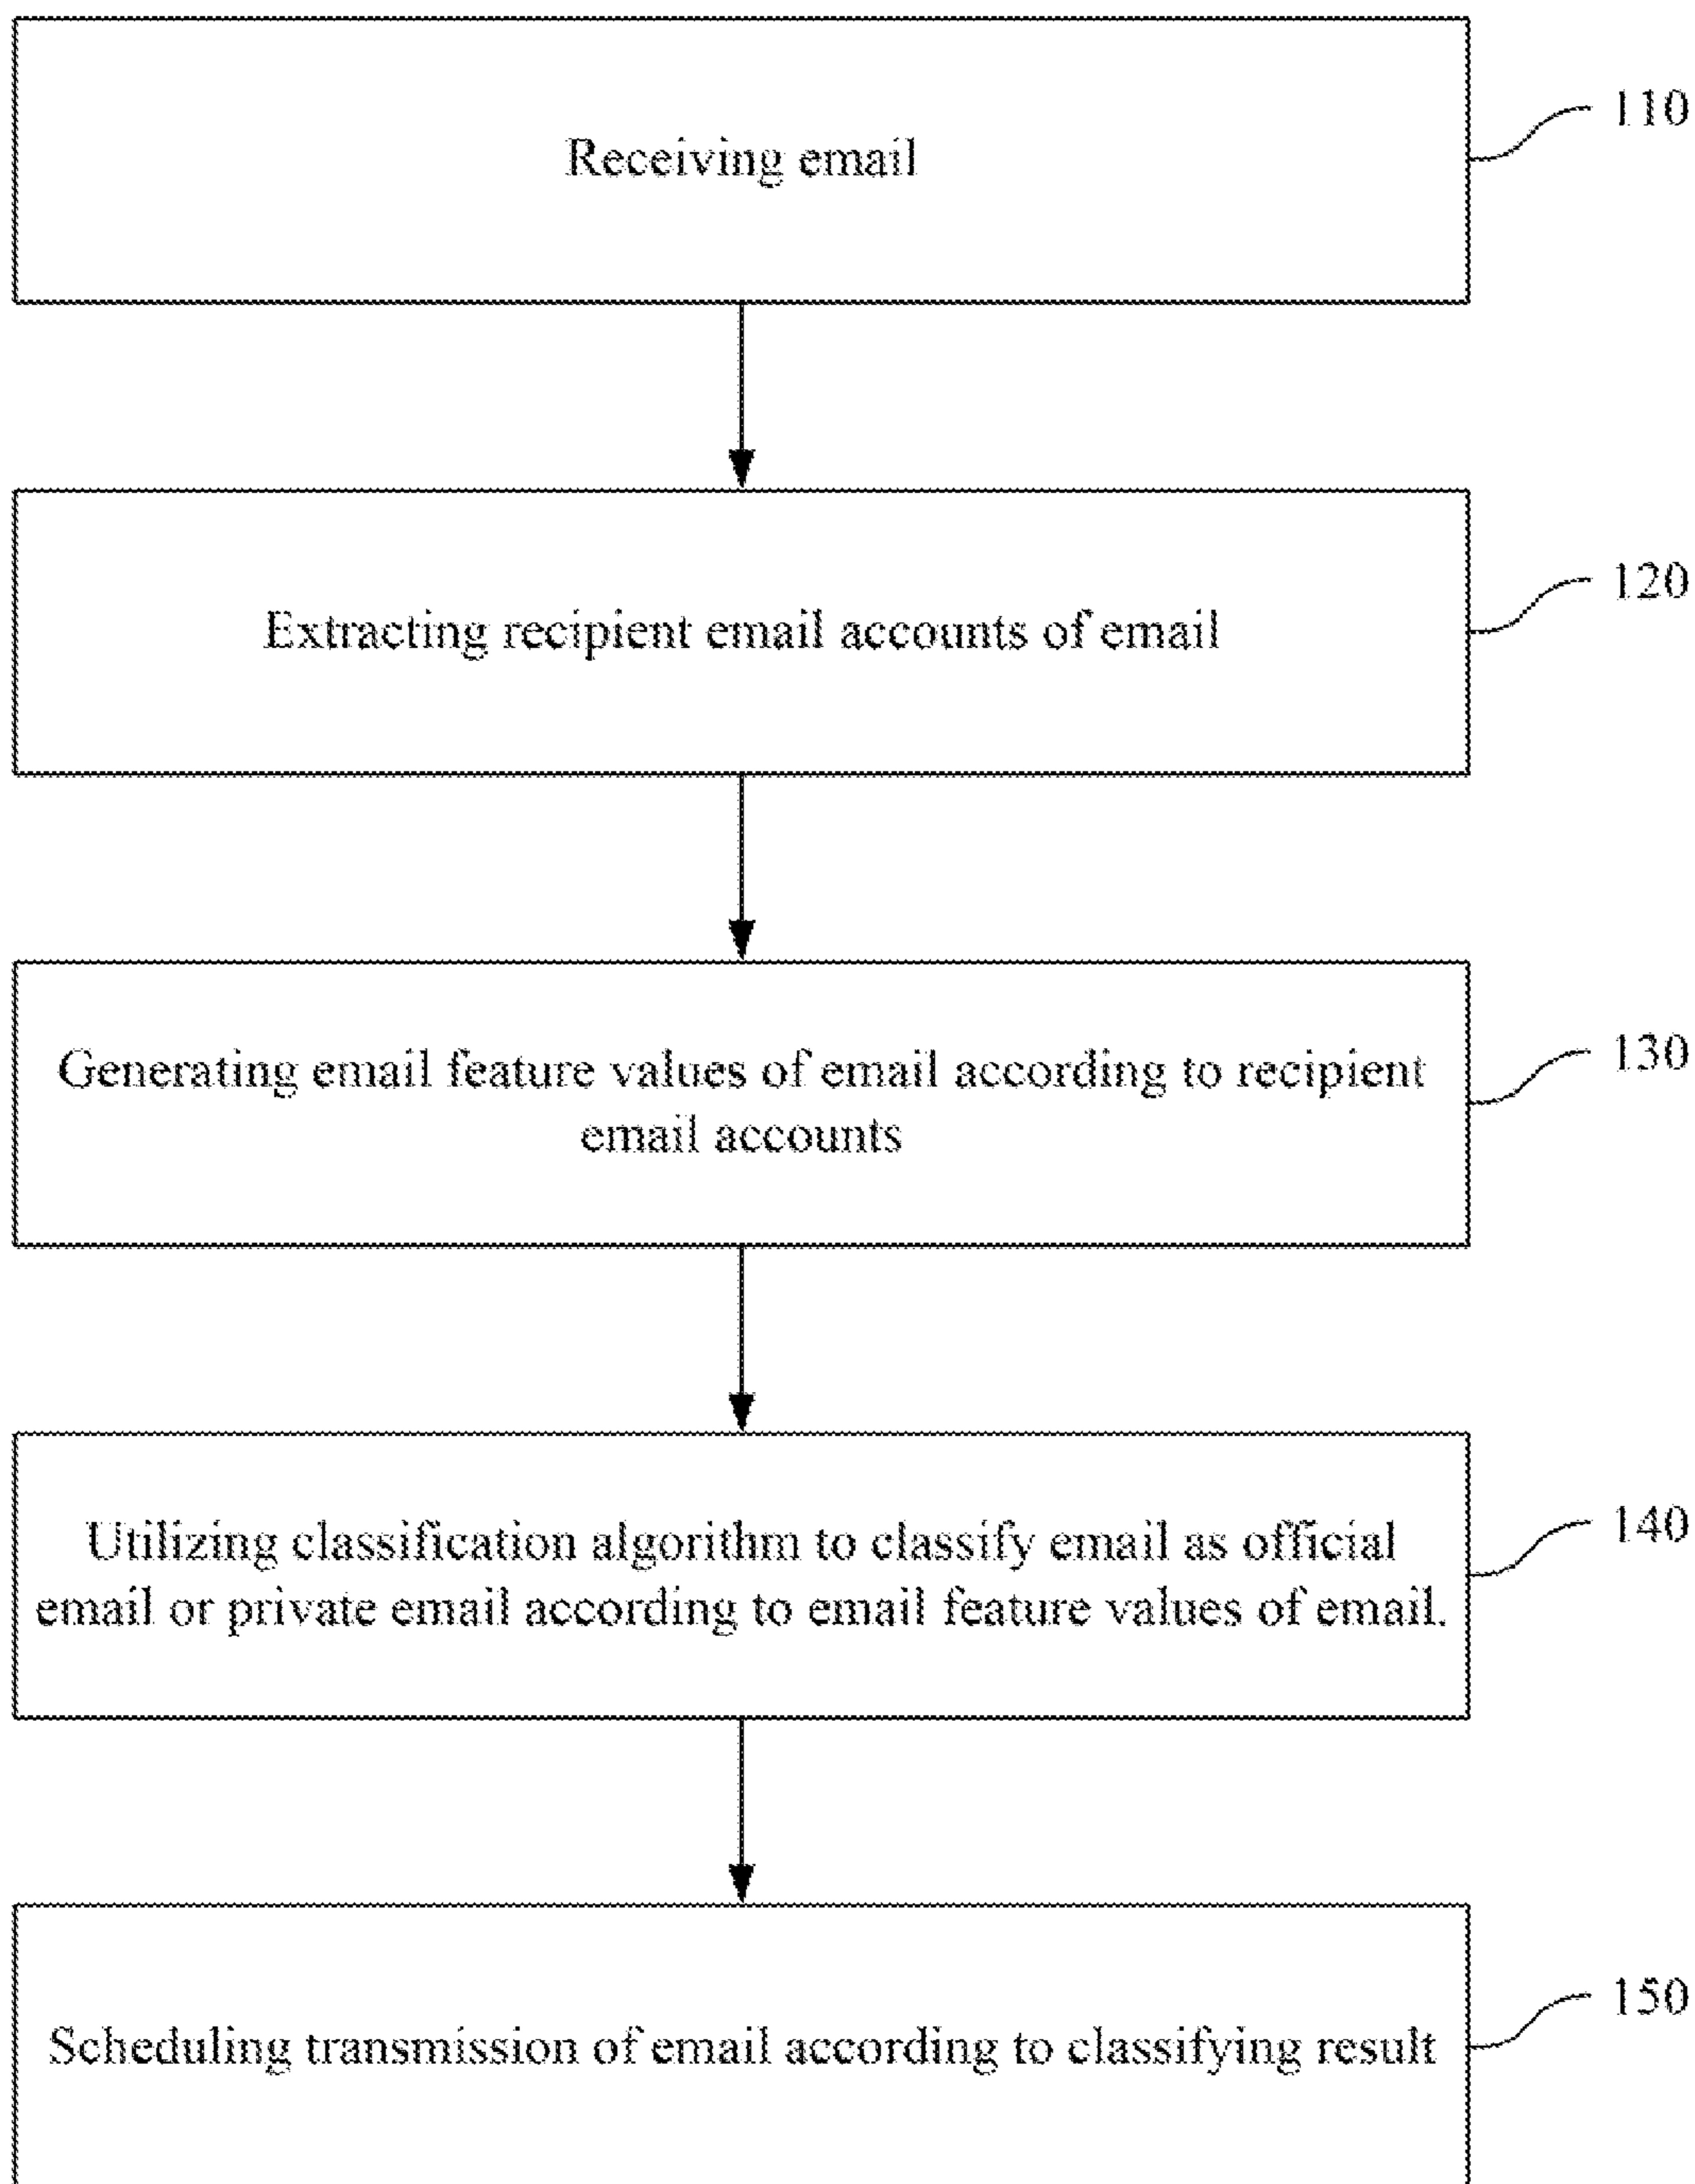 Receiving email
110
Extracting recipient email accounts of email
120
Generating email feature values of email according to recipient
email accounts
130
Utilizing classification algorithm to classify email as official
email or private email according to email feature values of email.
140
Scheduling transmission of email according to classifying result
150